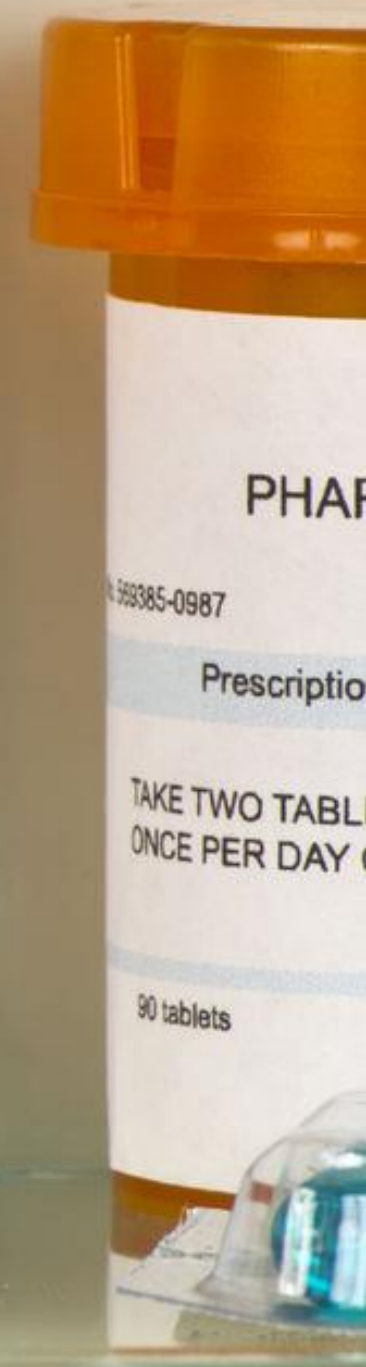 PHAR
569385-0987
Prescriptio
TAKE TWO TABL
ONCE PER DAY
90 tablets